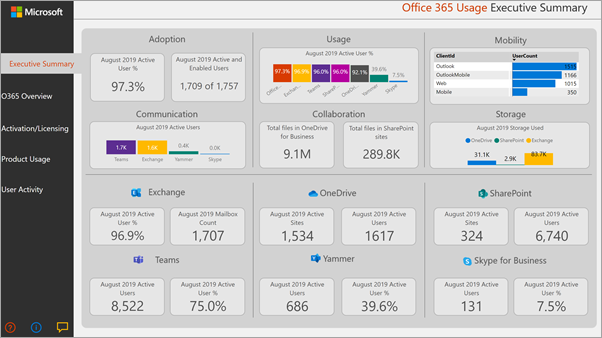 Microsoft
Office 365 Usage Executive Summary
Executive Summary
O365 Overview
Activation/Licensing
Product Usage
User Activity
Adoption
August 2019 Active User %
97.3%
August 2019 Active and Enabled Users
1,709 of 1,757
Usage
August 2019 Active User %
97.3%
96.9%
96.0%
96.0%
92.1%
39.6%
7.5%
Office...
Exchan...
Teams
ShareP...
OneDri...
Yammer
Skype
Mobility
ClientId UserCount
Outlook 1511
OutlookMobile 1166
Web 1015
Mobile 350
Communication
August 2019 Active Users
1.7K
1.6K
0.4K
0.0K
Teams
Exchange
Yammer
Skype
Collaboration
Total files in OneDrive for Business
9.1M
Total files in SharePoint sites
289.8K
Storage
August 2019 Storage Used
OneDrive SharePoint Exchange
31.1K
2.9K
83.7K
Exchange
August 2019 Active User %
96.9%
August 2019 Mailbox Count
1,707
OneDrive
August 2019 Active Sites
1,534
August 2019 Active Users
1617
SharePoint
August 2019 Active Sites
324
August 2019 Active Users
6,740
Teams
August 2019 Active Users
8,522
August 2019 Active User %
75.0%
Yammer
August 2019 Active Users
686
August 2019 Active User %
39.6%
Skype for Business
August 2019 Active Users
131
August 2019 Active User %
7.5%